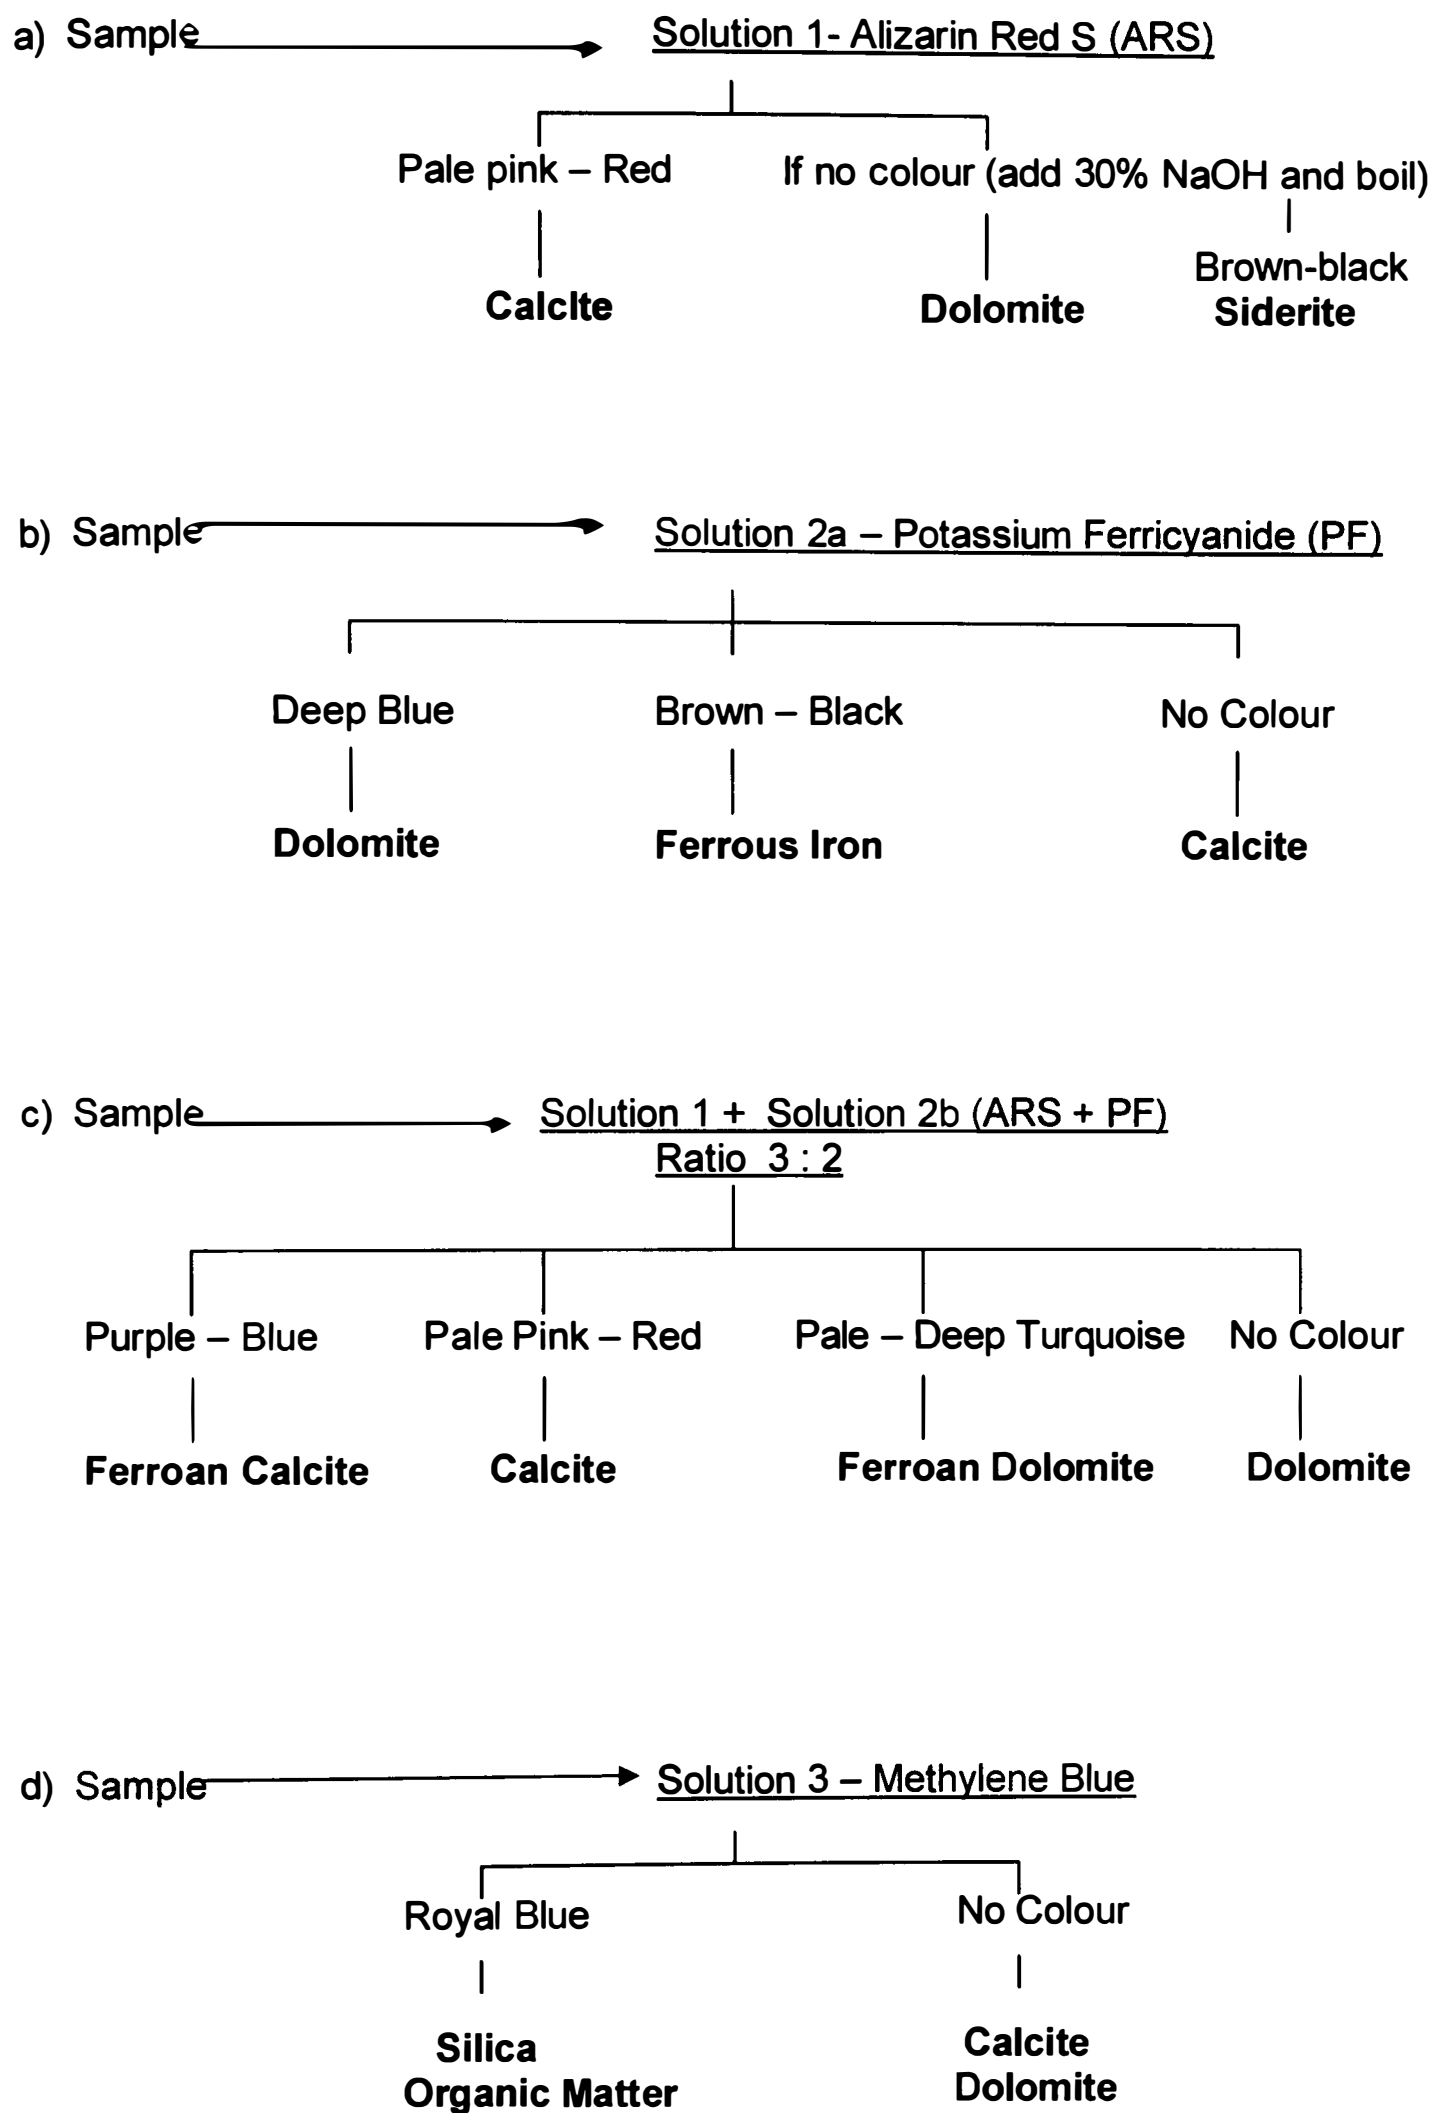 a) Sample Solution 1- Alizarin Red S (ARS)
Pale pink – Red If no colour (add 30% NaOH and boil)
Brown-black
Calcite Dolomite Siderite
b) Sample Solution 2a – Potassium Ferricyanide (PF)
Deep Blue Brown – Black No Colour
Dolomite Ferrous Iron Calcite
c) Sample Solution 1 + Solution 2b (ARS + PF)
Ratio 3 : 2
Purple – Blue Pale Pink – Red Pale – Deep Turquoise No Colour
Ferroan Calcite Calcite Ferroan Dolomite Dolomite
d) Sample Solution 3 – Methylene Blue
Royal Blue No Colour
Silica Calcite
Organic Matter Dolomite